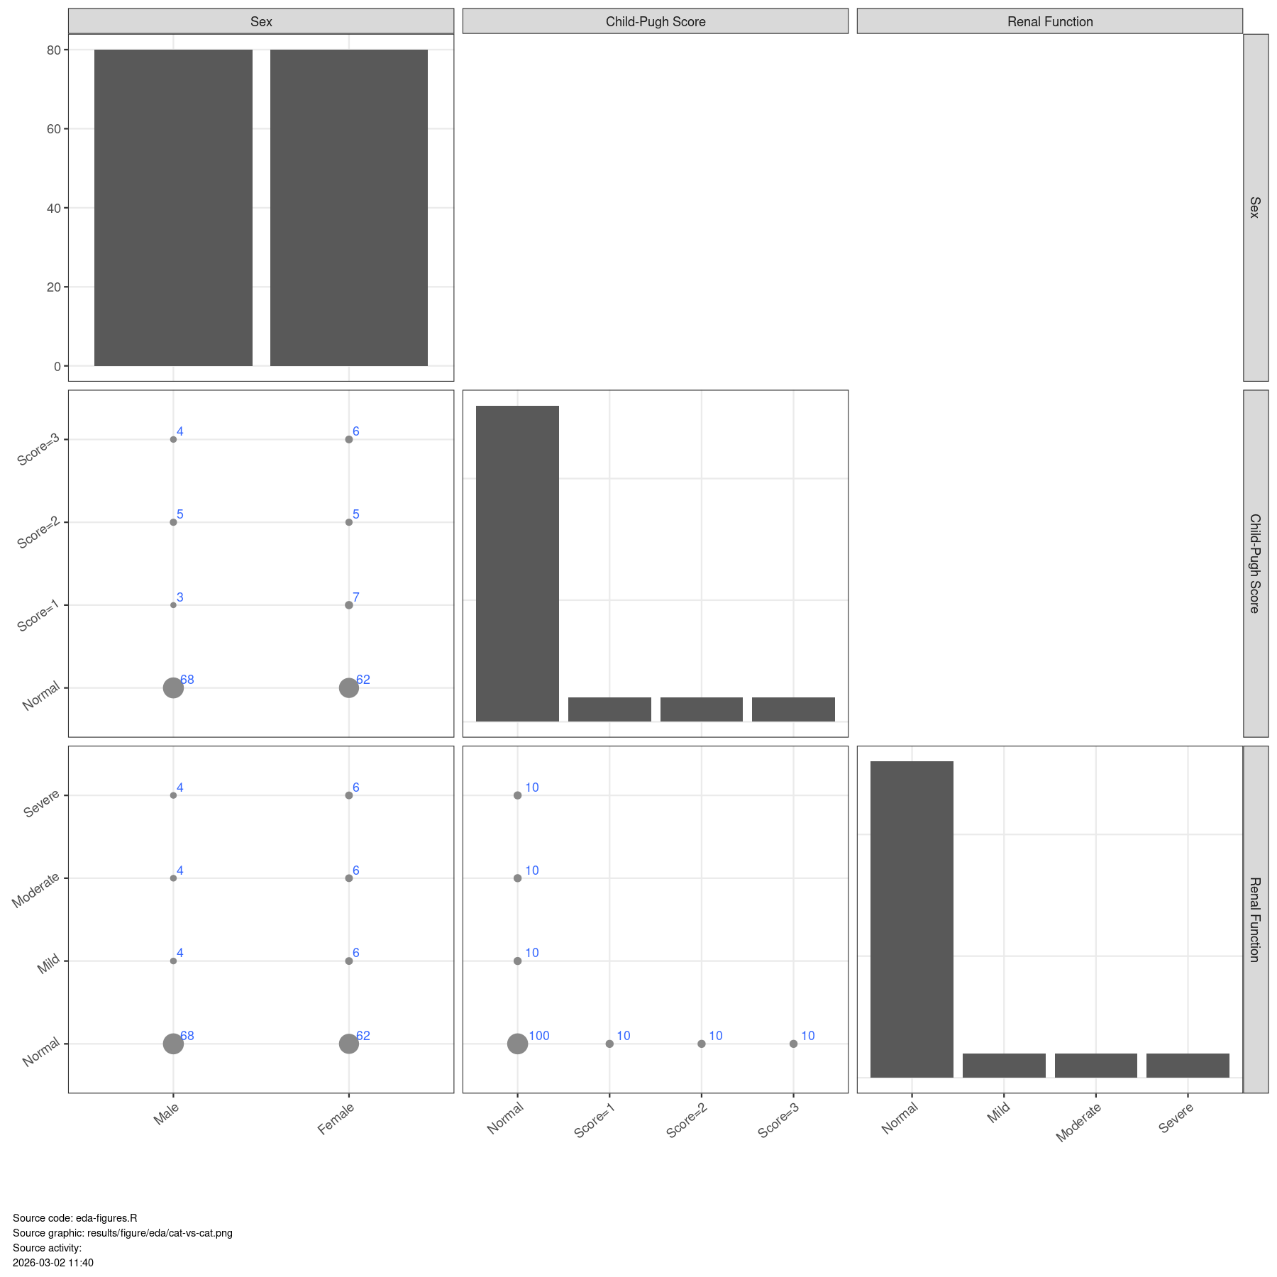 Sex
Child-Pugh Score
Renal Function
80
60
40
20
0
Sex
Score=3
4
6
Score=2
5
5
Score=1
3
7
Normal
68
62
Child-Pugh Score
Severe
4
6
10
Moderate
4
6
10
Mild
4
6
10
Normal
68
62
100
10
10
10
Renal Function
Male
Female
Normal
Score=1
Score=2
Score=3
Normal
Mild
Moderate
Severe
Source code: eda-figures.R
Source graphic: results/figure/eda/cat-vs-cat.png
Source activity:
2026-03-02 11:40